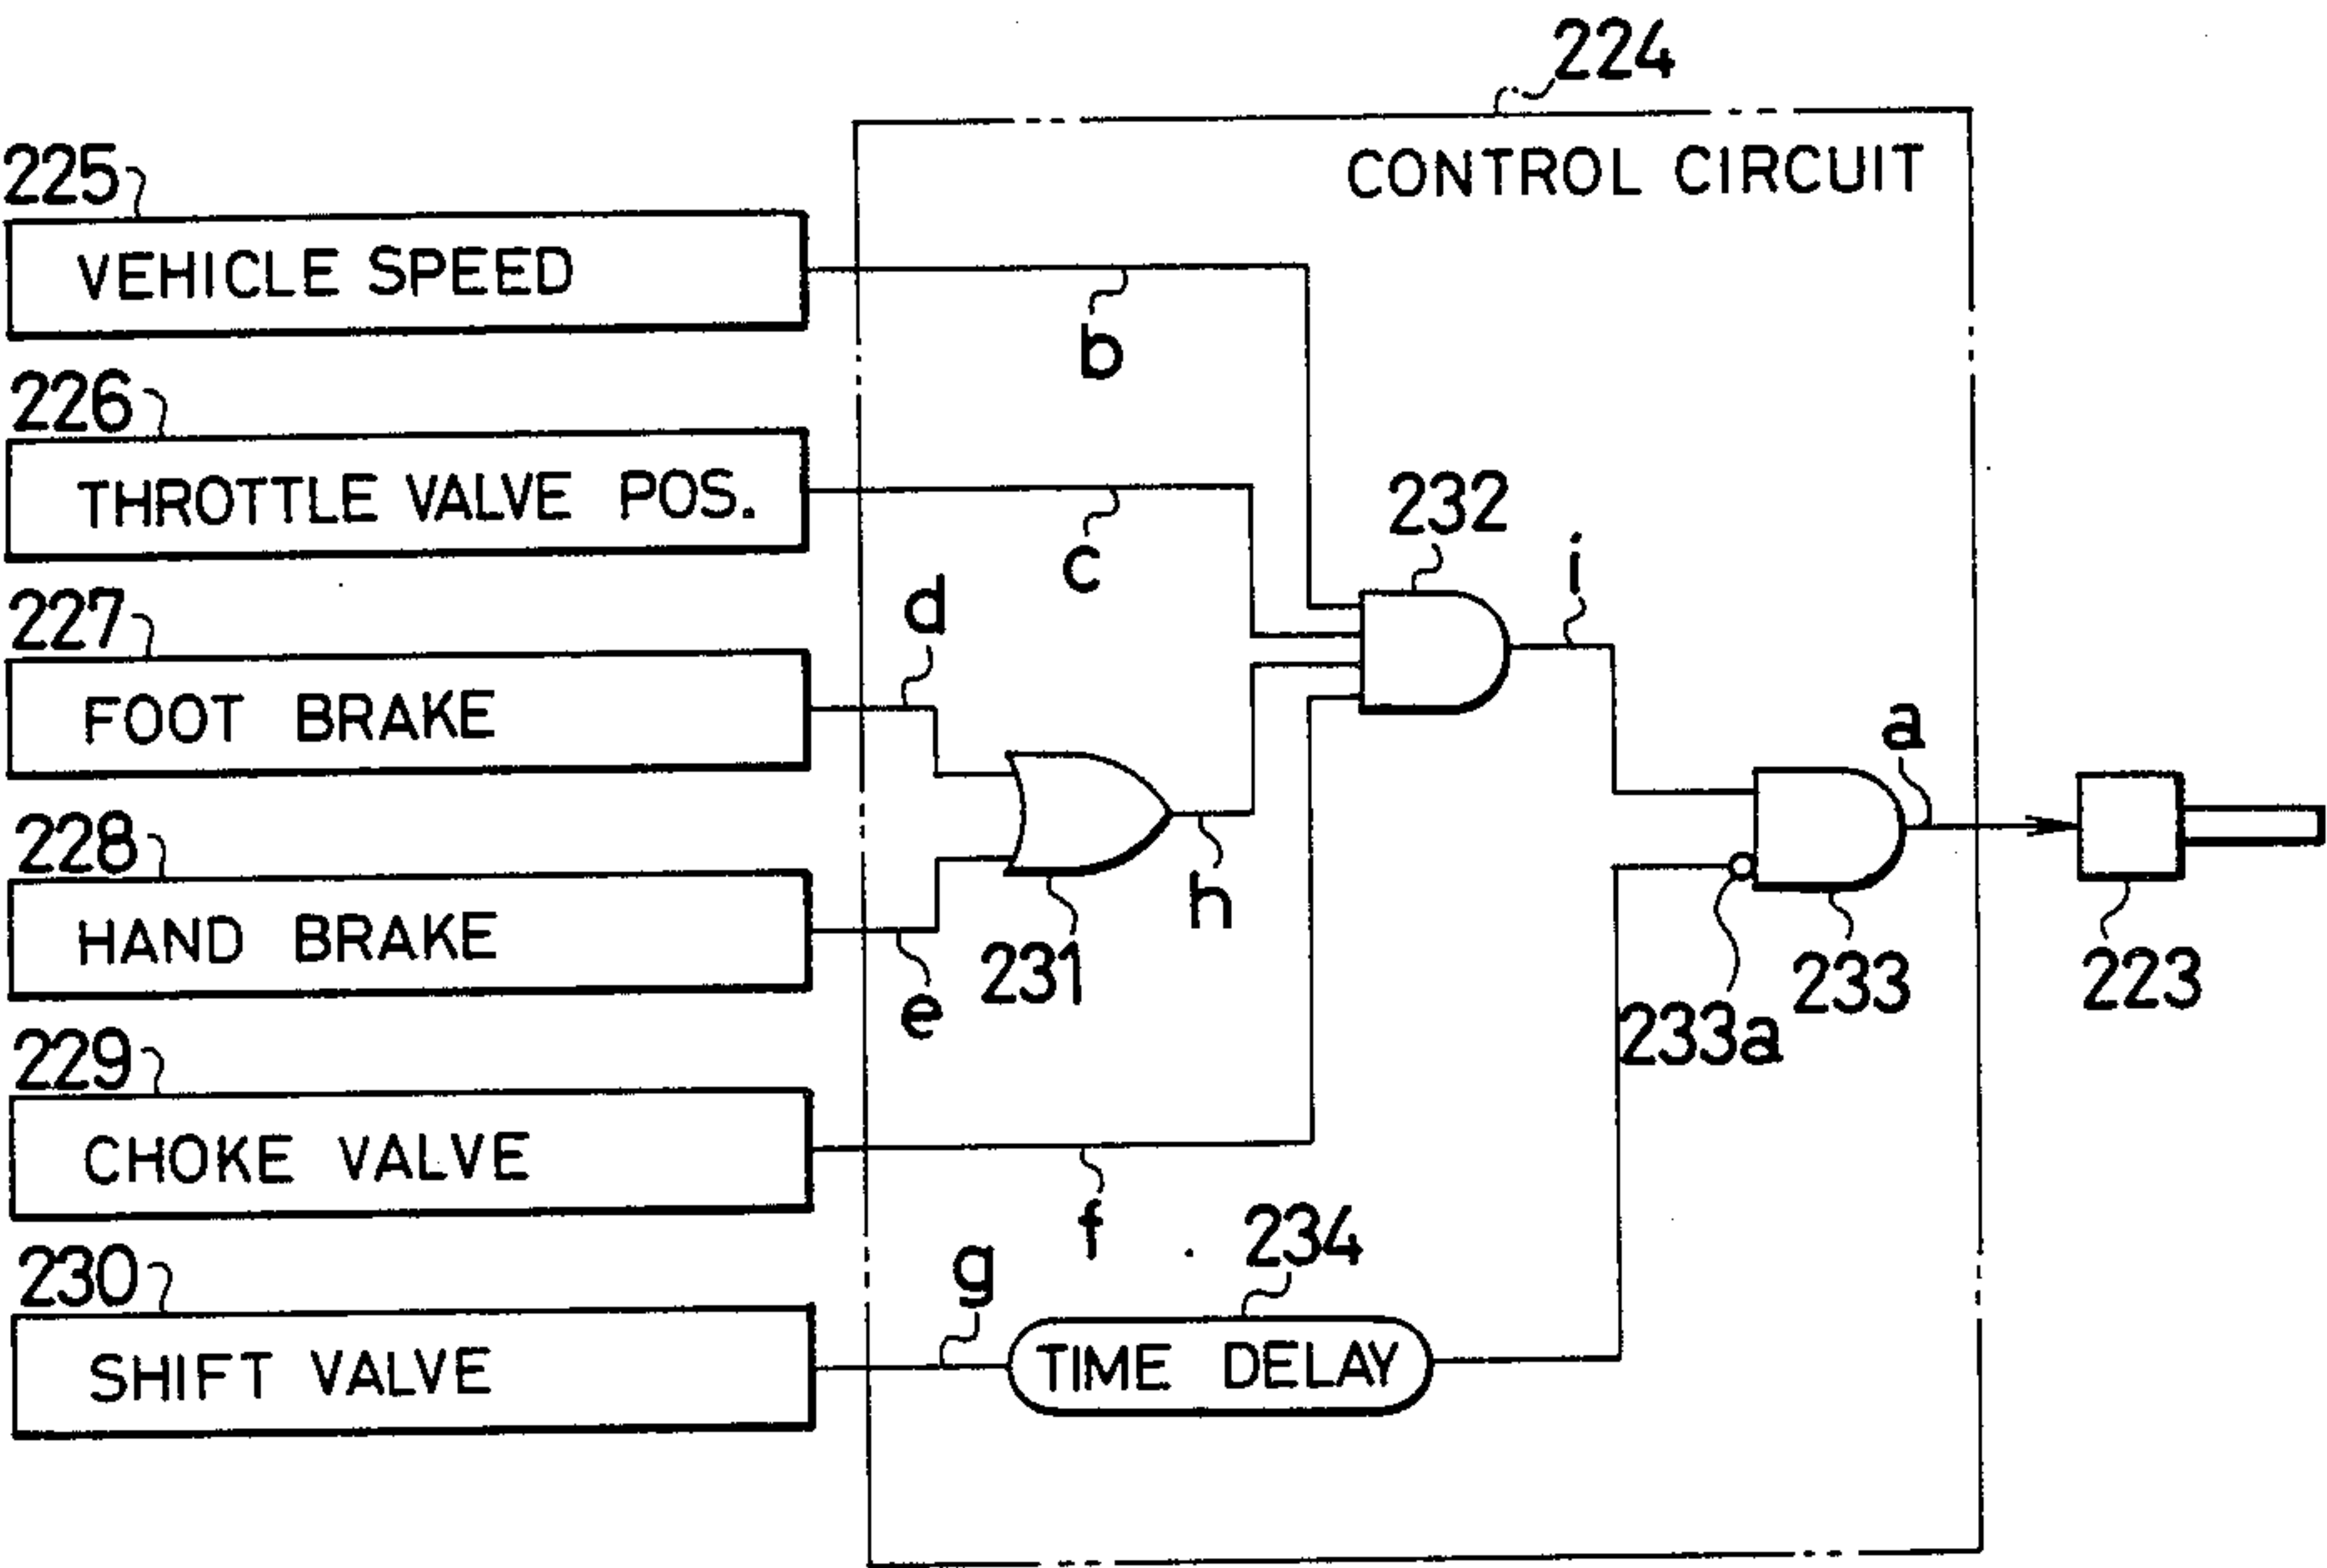 224
CONTROL CIRCUIT
225
VEHICLE SPEED
b
226
THROTTLE VALVE POS.
c
232
i
227
FOOT BRAKE
d
a
228
HAND BRAKE
e
231
h
233a
233
223
229
CHOKE VALVE
f
230
SHIFT VALVE
g
234
TIME DELAY